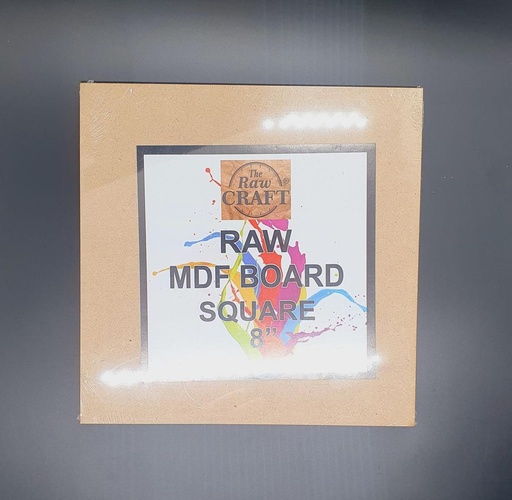 The
Raw
CRAFT
RAW
MDF BOARD
SQUARE
8”